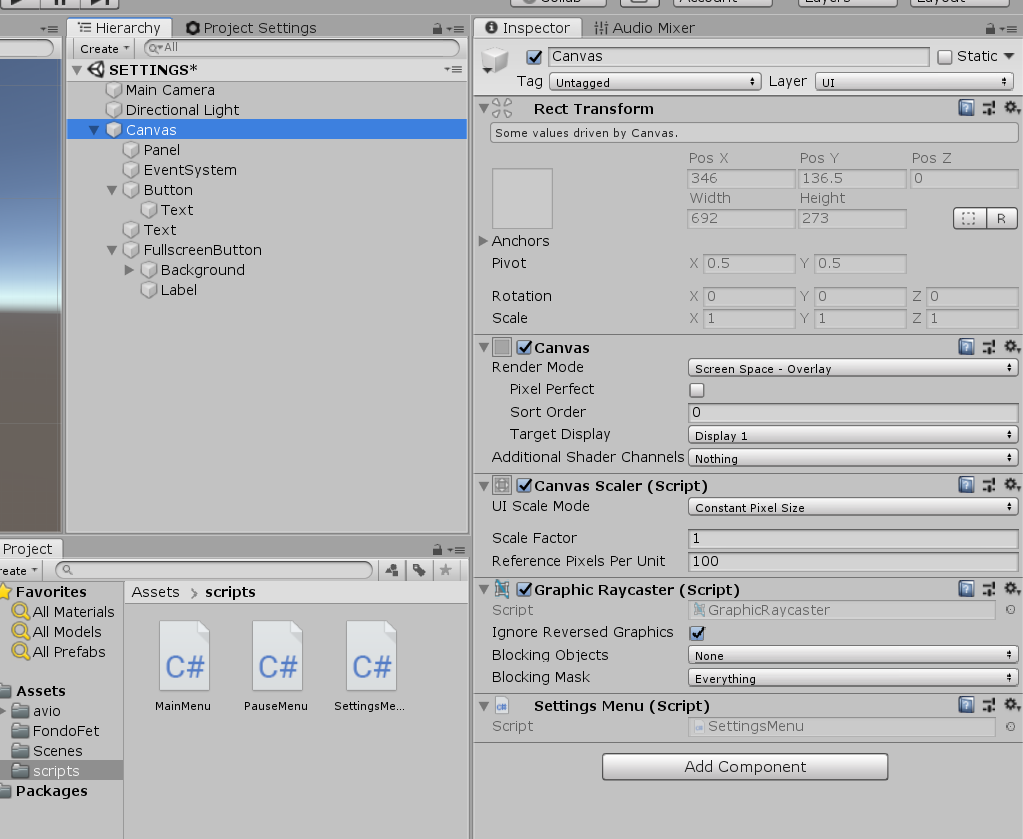 Collab
Account
Layers
Layout
Hierarchy
Project Settings
Create
All
SETTINGS*
Main Camera
Directional Light
Canvas
Panel
EventSystem
Button
Text
Text
FullscreenButton
Background
Label
Inspector
Audio Mixer
Canvas
Static
Tag
Untagged
Layer
UI
Rect Transform
Some values driven by Canvas.
Pos X
Pos Y
Pos Z
346
136.5
0
Width
Height
692
273
R
Anchors
Pivot
X 0.5
Y 0.5
Rotation
X 0
Y 0
Z 0
Scale
X 1
Y 1
Z 1
Canvas
Render Mode
Screen Space - Overlay
Pixel Perfect
Sort Order
0
Target Display
Display 1
Additional Shader Channels
Nothing
Canvas Scaler (Script)
UI Scale Mode
Constant Pixel Size
Scale Factor
1
Reference Pixels Per Unit
100
Graphic Raycaster (Script)
Script
GraphicRaycaster
Ignore Reversed Graphics
Blocking Objects
None
Blocking Mask
Everything
Settings Menu (Script)
Script
SettingsMenu
Add Component
Project
reate
Favorites
All Materials
All Models
All Prefabs
Assets
avio
FondoFet
Scenes
scripts
Packages
Assets
scripts
C#
C#
C#
MainMenu
PauseMenu
SettingsMe...